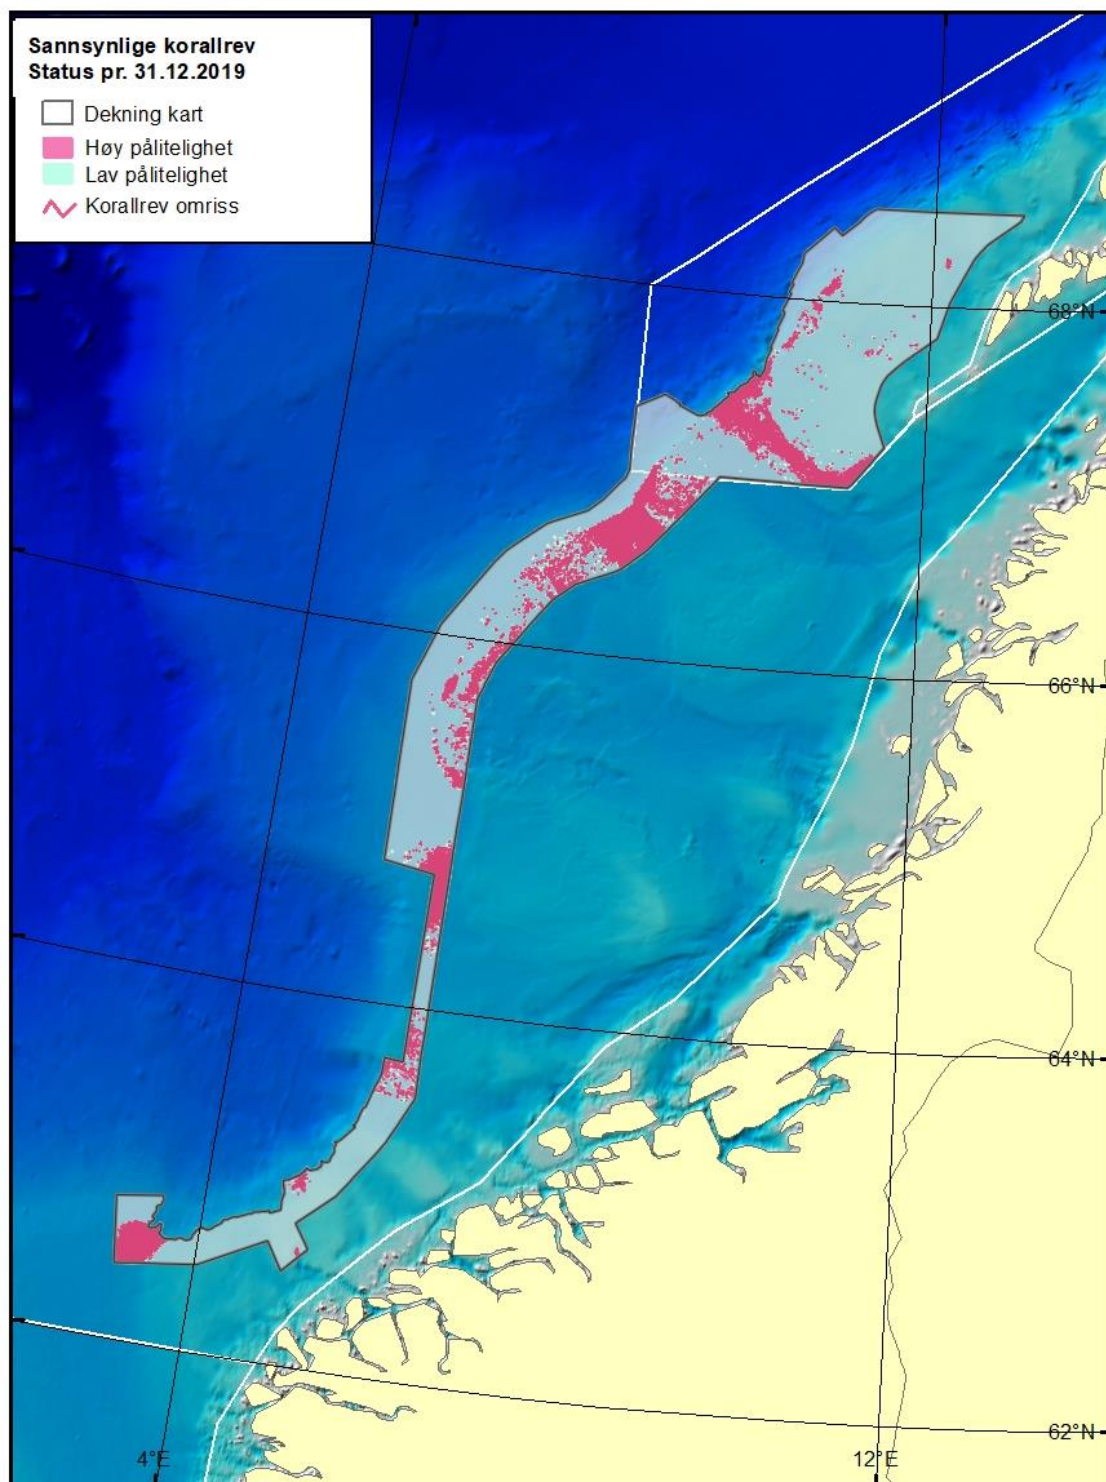 Sannsynlige korallrev
Status pr. 31.12.2019
Dekning kart
Høy pålitelighet
Lav pålitelighet
Korallrev omriss
68°N
66°N
64°N
62°N
4°E
12°E